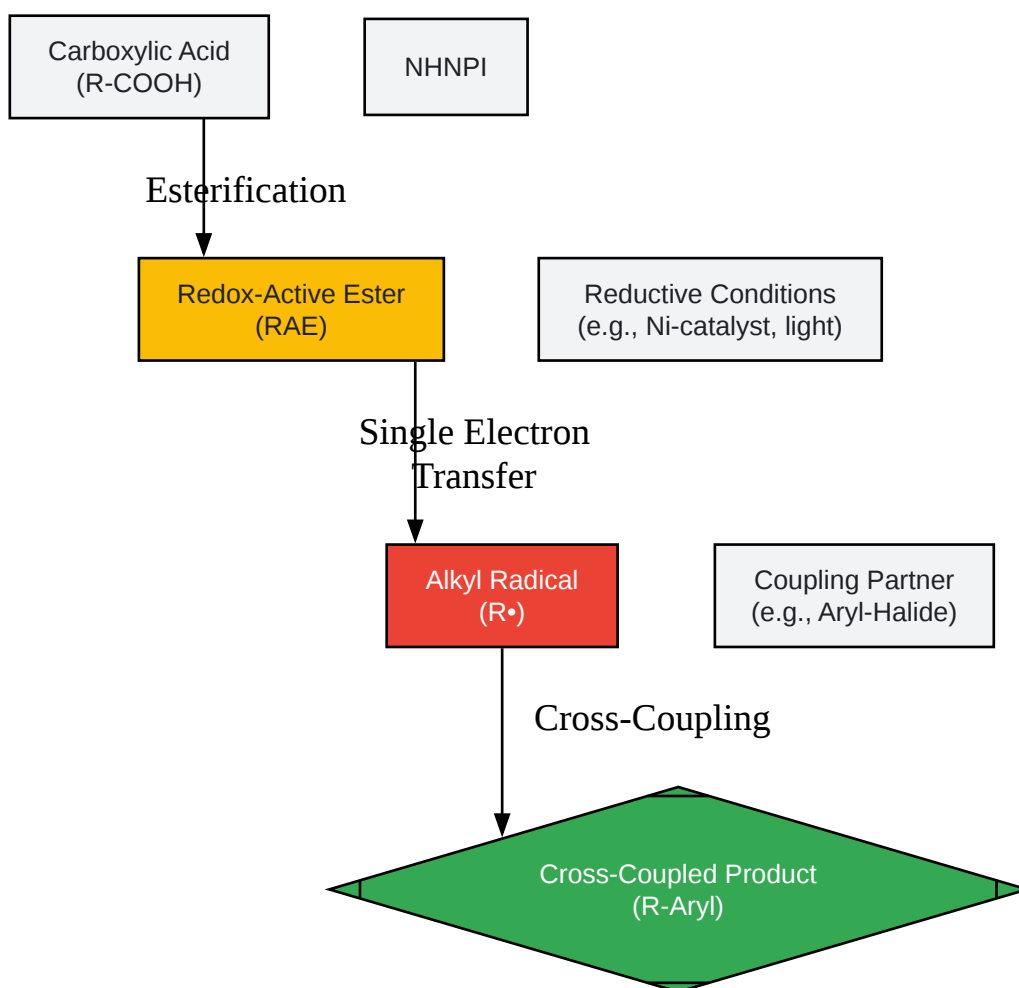 Carboxylic Acid
(R-COOH)
NHNPI
Esterification
Redox-Active Ester
(RAE)
Reductive Conditions
(e.g., Ni-catalyst, light)
Single Electron
Transfer
Alkyl Radical
(R•)
Coupling Partner
(e.g., Aryl-Halide)
Cross-Coupling
Cross-Coupled Product
(R-Aryl)